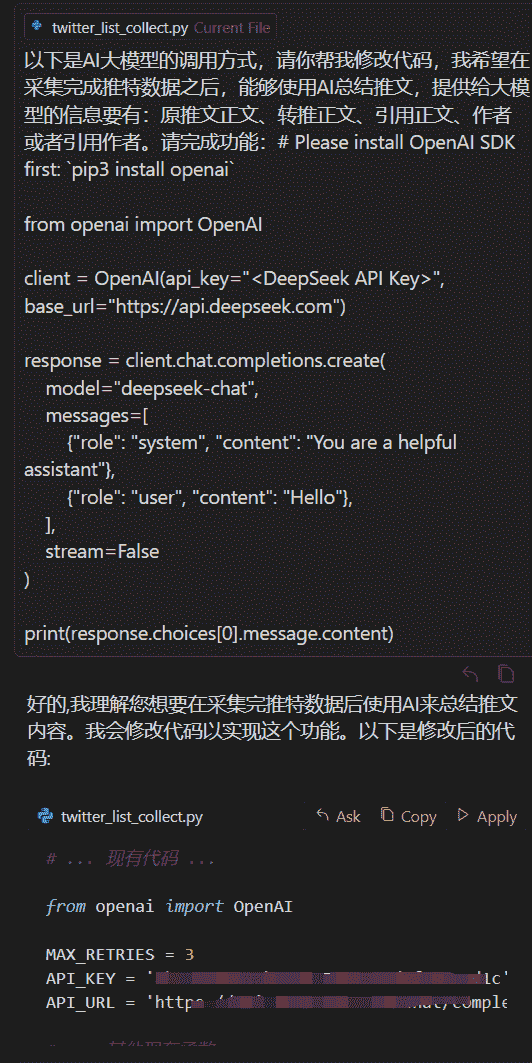 twitter_list_collect.py Current File
以下是AI大模型的调用方式，请你帮我修改代码，我希望在
采集完成推特数据之后，能够使用AI总结推文，提供给大模
型的信息要有：原推文正文、转推正文、引用正文、作者
或者引用作者。请完成功能：# Please install OpenAI SDK
first: `pip3 install openai`
from openai import OpenAI
client = OpenAI(api_key="<DeepSeek API Key>",
base_url="https://api.deepseek.com")
response = client.chat.completions.create(
model="deepseek-chat",
messages=[
{"role": "system", "content": "You are a helpful
assistant"},
{"role": "user", "content": "Hello"},
],
stream=False
)
print(response.choices[0].message.content)
好的,我理解您想要在采集完推特数据后使用AI来总结推文
内容。我会修改代码以实现这个功能。以下是修改后的代
码:
twitter_list_collect.py Ask Copy Apply
# ... 现有代码 ...
from openai import OpenAI
MAX_RETRIES = 3
API_KEY = '
API_URL = 'http